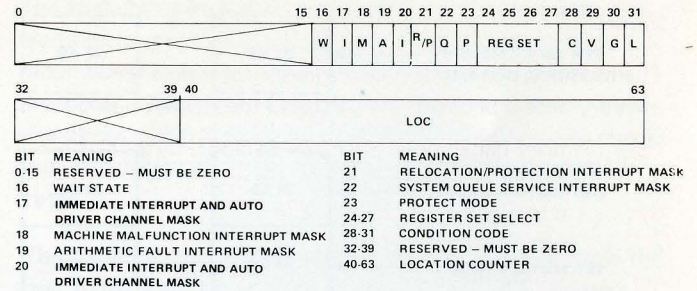 0 15 16 17 18 19 20 21 22 23 24 25 26 27 28 29 30 31
W I M A I R/P Q P REG SET C V G L
32 39 40 63
LOC
BIT MEANING
0-15 RESERVED – MUST BE ZERO
16 WAIT STATE
17 IMMEDIATE INTERRUPT AND AUTO
DRIVER CHANNEL MASK
18 MACHINE MALFUNCTION INTERRUPT MASK
19 ARITHMETIC FAULT INTERRUPT MASK
20 IMMEDIATE INTERRUPT AND AUTO
DRIVER CHANNEL MASK
BIT MEANING
21 RELOCATION/PROTECTION INTERRUPT MASK
22 SYSTEM QUEUE SERVICE INTERRUPT MASK
23 PROTECT MODE
24-27 REGISTER SET SELECT
28-31 CONDITION CODE
32-39 RESERVED – MUST BE ZERO
40-63 LOCATION COUNTER